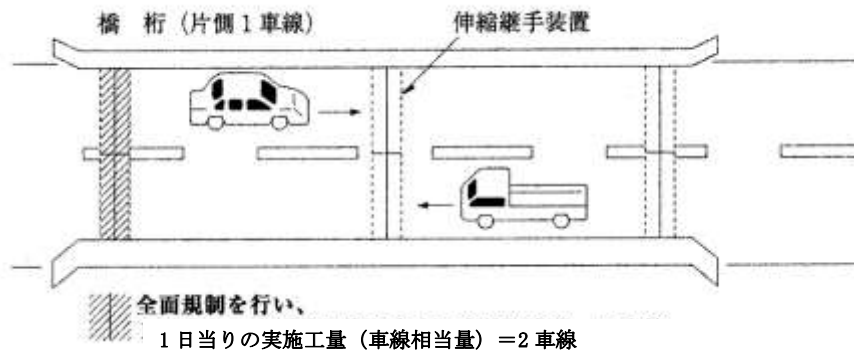 橋 桁（片側1車線）
伸縮継手装置
全面規制を行い、
1日当りの実施工量（車線相当量）＝2車線